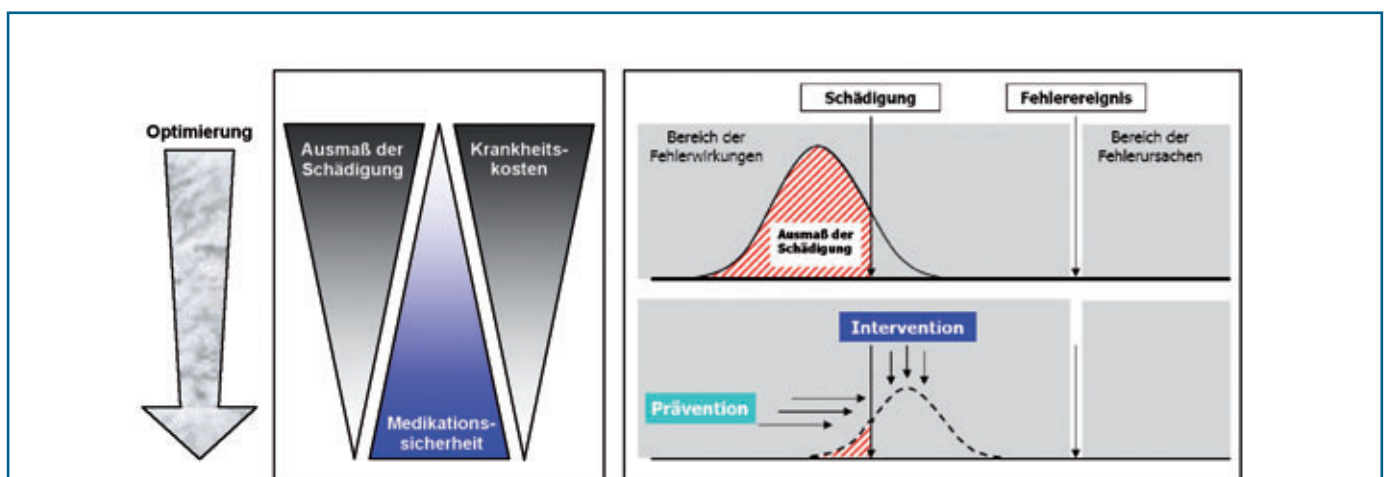 Optimierung
Ausmaß der
Schädigung
Krankheits-
kosten
Medikations-
sicherheit
Schädigung
Fehlerereignis
Bereich der
Fehlerwirkungen
Bereich der
Fehlerursachen
Ausmaß der
Schädigung
Intervention
Prävention